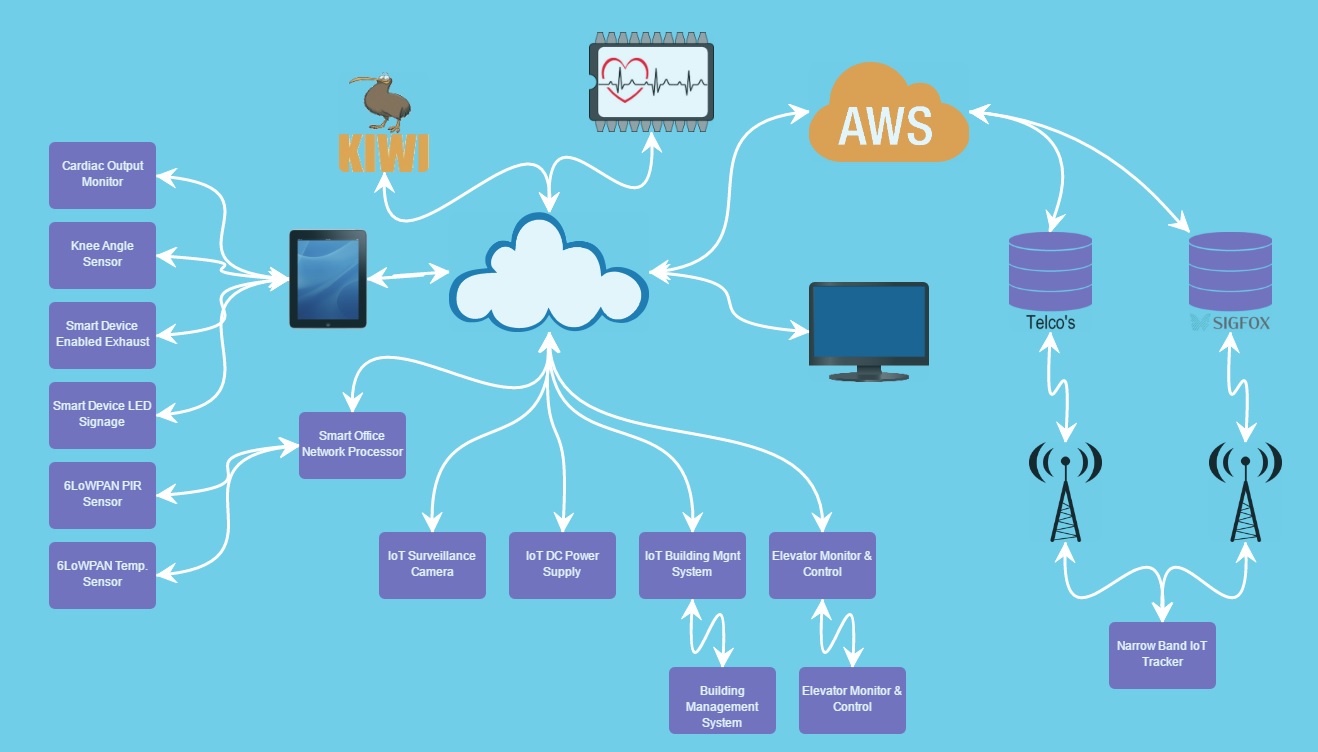 KIWI
AWS
Cardiac Output
Monitor
Knee Angle
Sensor
Smart Device
Enabled Exhaust
Smart Device LED
Signage
6LoWPAN PIR
Sensor
6LoWPAN Temp.
Sensor
Smart Office
Network Processor
IoT Surveillance
Camera
IoT DC Power
Supply
IoT Building Mgnt
System
Elevator Monitor &
Control
Building
Management
System
Elevator Monitor &
Control
Telco's
SIGFOX
Narrow Band IoT
Tracker